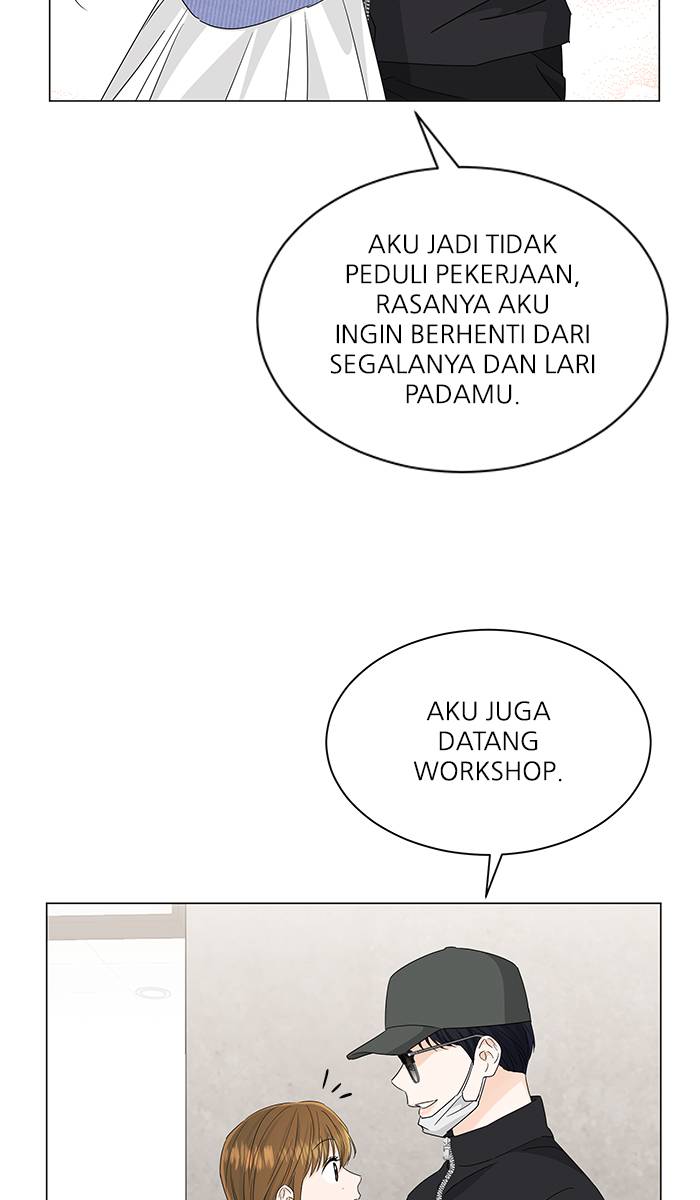 AKU JADI TIDAK
PEDULI PEKERJAAN,
RASANYA AKU
INGIN BERHENTI DARI
SEGALANYA DAN LARI
PADAMU.
AKU JUGA
DATANG
WORKSHOP.